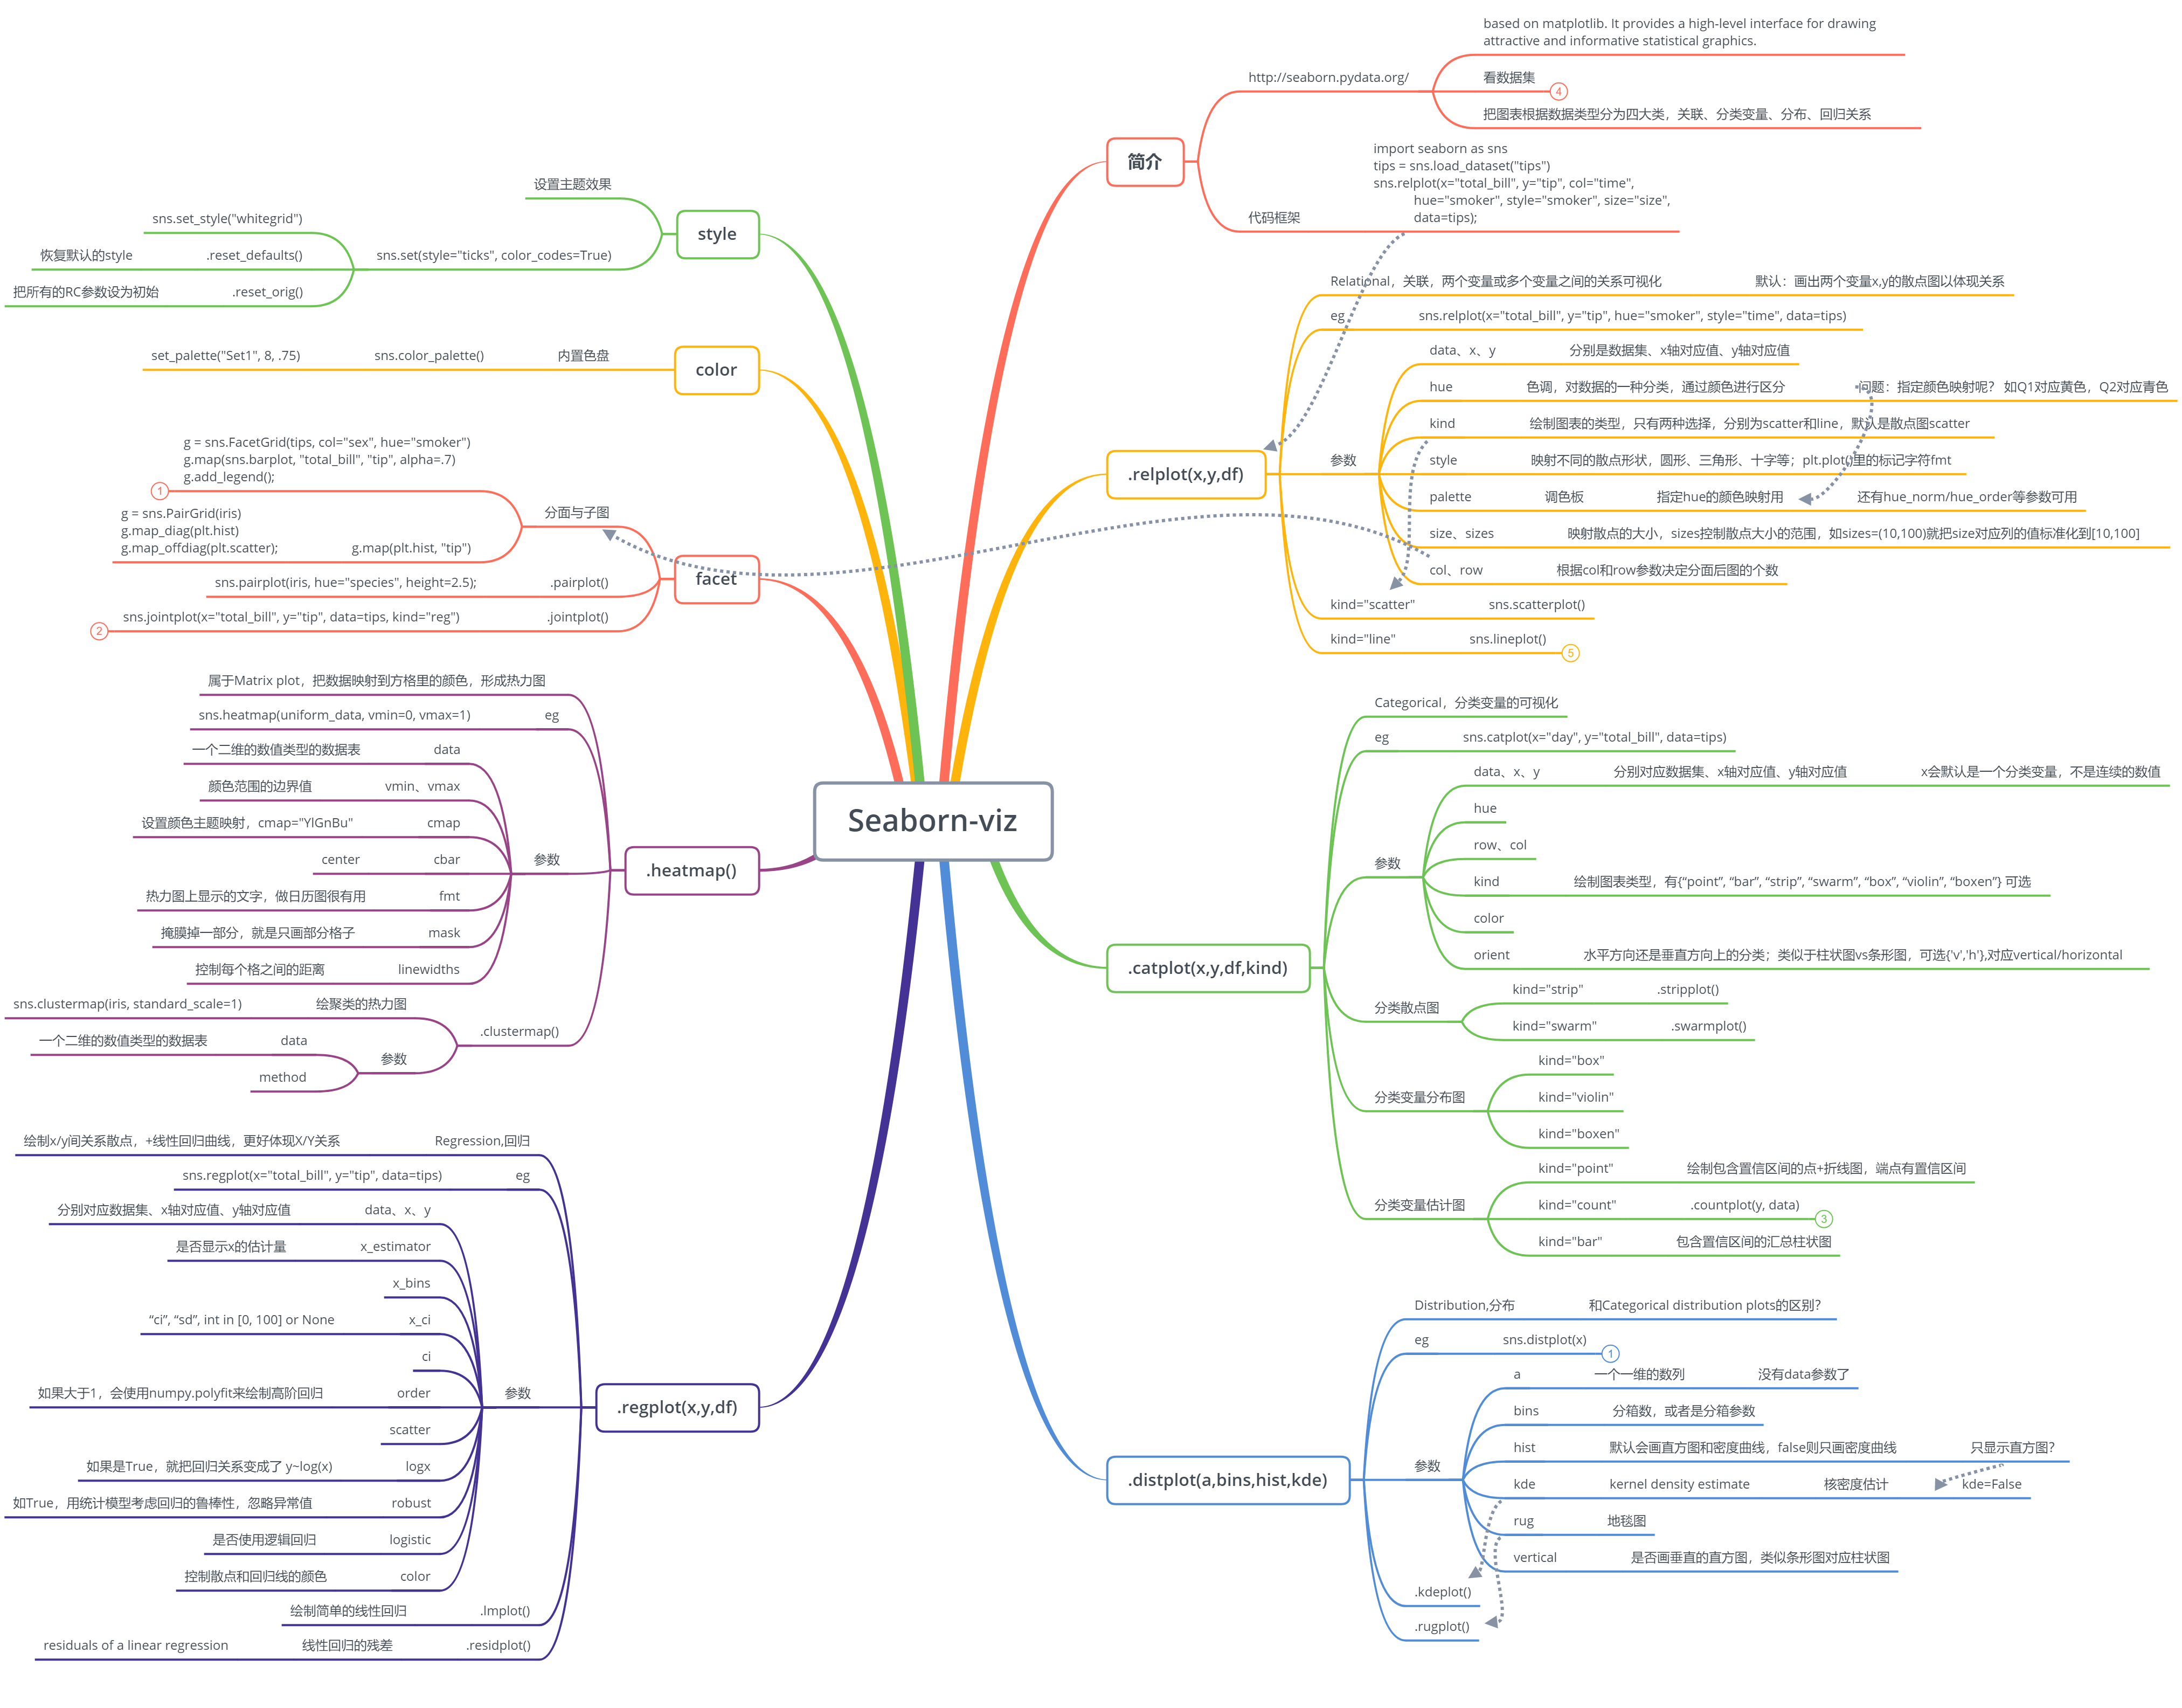 Seaborn-viz
简介
http://seaborn.pydata.org/
based on matplotlib. It provides a high-level interface for drawing
attractive and informative statistical graphics.
看数据集
4
把图表根据数据类型分为四大类，关联、分类变量、分布、回归关系
代码框架
import seaborn as sns
tips = sns.load_dataset("tips")
sns.relplot(x="total_bill", y="tip", col="time",
hue="smoker", style="smoker", size="size",
data=tips);
.relplot(x,y,df)
Relational，关联，两个变量或多个变量之间的关系可视化
默认：画出两个变量x,y的散点图以体现关系
eg
sns.relplot(x="total_bill", y="tip", hue="smoker", style="time", data=tips)
参数
data、x、y
分别是数据集、x轴对应值、y轴对应值
hue
色调，对数据的一种分类，通过颜色进行区分
问题：指定颜色映射呢？ 如Q1对应黄色，Q2对应青色
kind
绘制图表的类型，只有两种选择，分别为scatter和line，默认是散点图scatter
style
映射不同的散点形状，圆形、三角形、十字等；plt.plot()里的标记字符fmt
palette
调色板
指定hue的颜色映射用
还有hue_norm/hue_order等参数可用
size、sizes
映射散点的大小，sizes控制散点大小的范围，如sizes=(10,100)就把size对应列的值标准化到[10,100]
col、row
根据col和row参数决定分面后图的个数
kind="scatter"
sns.scatterplot()
kind="line"
sns.lineplot()
5
.catplot(x,y,df,kind)
Categorical，分类变量的可视化
eg
sns.catplot(x="day", y="total_bill", data=tips)
参数
data、x、y
分别对应数据集、x轴对应值、y轴对应值
x会默认是一个分类变量，不是连续的数值
hue
row、col
kind
绘制图表类型，有{“point”, “bar”, “strip”, “swarm”, “box”, “violin”, “boxen”} 可选
color
orient
水平方向还是垂直方向上的分类；类似于柱状图vs条形图，可选{'v','h'},对应vertical/horizontal
分类散点图
kind="strip"
.stripplot()
kind="swarm"
.swarmplot()
分类变量分布图
kind="box"
kind="violin"
kind="boxen"
分类变量估计图
kind="point"
绘制包含置信区间的点+折线图，端点有置信区间
kind="count"
.countplot(y, data)
3
kind="bar"
包含置信区间的汇总柱状图
.distplot(a,bins,hist,kde)
Distribution,分布
和Categorical distribution plots的区别？
eg
sns.distplot(x)
1
参数
a
一个一维的数列
没有data参数了
bins
分箱数，或者是分箱参数
hist
默认会画直方图和密度曲线，false则只画密度曲线
只显示直方图？
kde
kernel density estimate
核密度估计
kde=False
rug
地毯图
vertical
是否画垂直的直方图，类似条形图对应柱状图
.kdeplot()
.rugplot()
style
设置主题效果
sns.set(style="ticks", color_codes=True)
sns.set_style("whitegrid")
.reset_defaults()
恢复默认的style
.reset_orig()
把所有的RC参数设为初始
color
内置色盘
sns.color_palette()
set_palette("Set1", 8, .75)
facet
分面与子图
g = sns.FacetGrid(tips, col="sex", hue="smoker")
g.map(sns.barplot, "total_bill", "tip", alpha=.7)
g.add_legend();
1
g.map(plt.hist, "tip")
g = sns.PairGrid(iris)
g.map_diag(plt.hist)
g.map_offdiag(plt.scatter);
.pairplot()
sns.pairplot(iris, hue="species", height=2.5);
.jointplot()
sns.jointplot(x="total_bill", y="tip", data=tips, kind="reg")
2
.heatmap()
属于Matrix plot，把数据映射到方格里的颜色，形成热力图
eg
sns.heatmap(uniform_data, vmin=0, vmax=1)
参数
data
一个二维的数值类型的数据表
vmin、vmax
颜色范围的边界值
cmap
设置颜色主题映射，cmap="YlGnBu"
cbar
center
fmt
热力图上显示的文字，做日历图很有用
mask
掩膜掉一部分，就是只画部分格子
linewidths
控制每个格之间的距离
.clustermap()
绘聚类的热力图
sns.clustermap(iris, standard_scale=1)
参数
data
一个二维的数值类型的数据表
method
.regplot(x,y,df)
Regression,回归
绘制x/y间关系散点，+线性回归曲线，更好体现X/Y关系
eg
sns.regplot(x="total_bill", y="tip", data=tips)
参数
data、x、y
分别对应数据集、x轴对应值、y轴对应值
x_estimator
是否显示x的估计量
x_bins
x_ci
“ci”, “sd”, int in [0, 100] or None
ci
order
如果大于1，会使用numpy.polyfit来绘制高阶回归
scatter
logx
如果是True，就把回归关系变成了 y~log(x)
robust
如True，用统计模型考虑回归的鲁棒性，忽略异常值
logistic
是否使用逻辑回归
color
控制散点和回归线的颜色
.lmplot()
绘制简单的线性回归
.residplot()
线性回归的残差
residuals of a linear regression